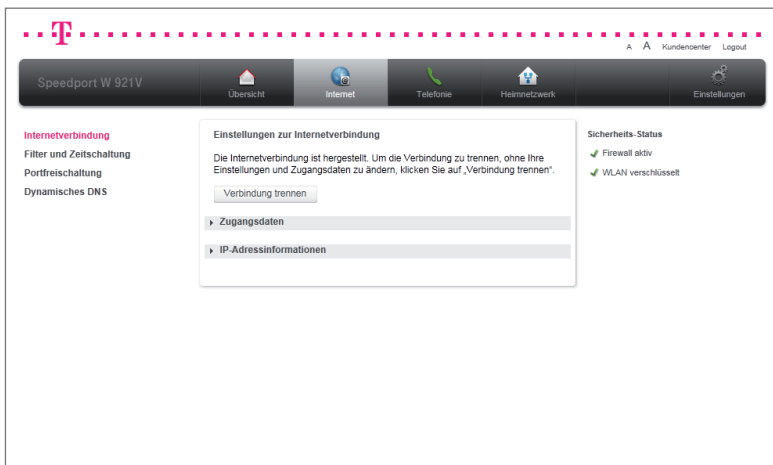 T
A A Kundencenter Logout
Speedport W 921V
Übersicht
Internet
Telefonie
Heimnetzwerk
Einstellungen
Internetverbindung
Filter und Zeitschaltung
Portfreischaltung
Dynamisches DNS
Einstellungen zur Internetverbindung
Die Internetverbindung ist hergestellt. Um die Verbindung zu trennen, ohne Ihre
Einstellungen und Zugangsdaten zu ändern, klicken Sie auf „Verbindung trennen“.
Verbindung trennen
Zugangsdaten
IP-Adressinformationen
Sicherheits-Status
Firewall aktiv
WLAN verschlüsselt